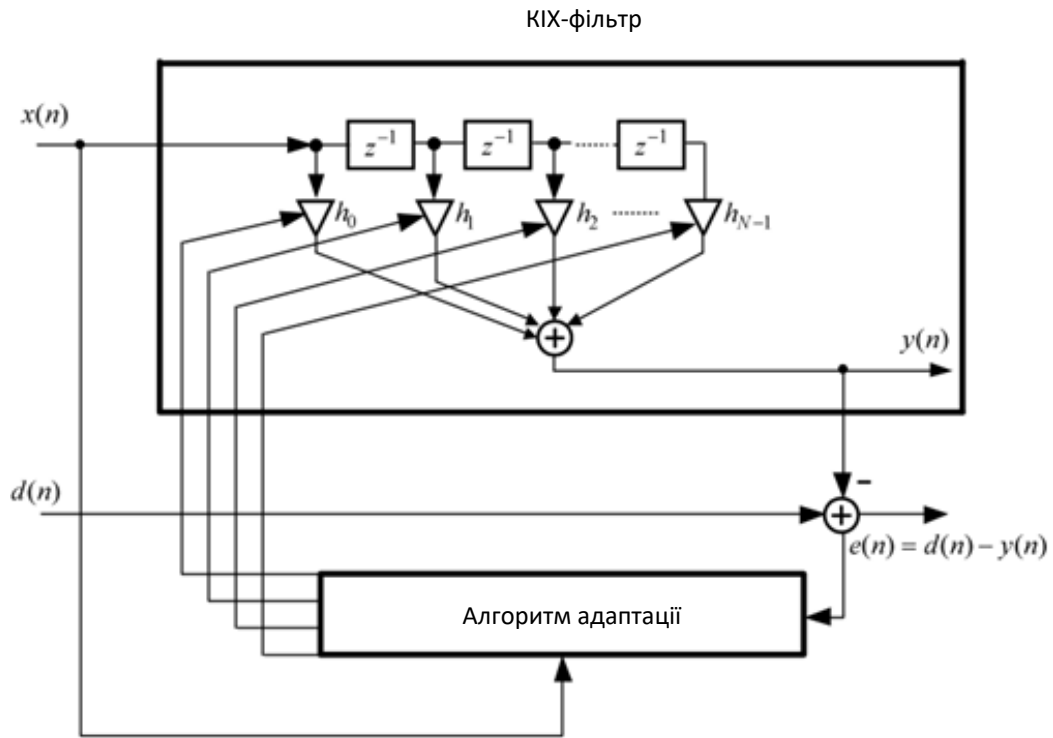 КІХ-фільтр
x(n)
z⁻¹ z⁻¹ ........ z⁻¹
h₀ h₁ h₂ ........ h_{N−1}
y(n)
d(n)
e(n) = d(n) − y(n)
Алгоритм адаптації